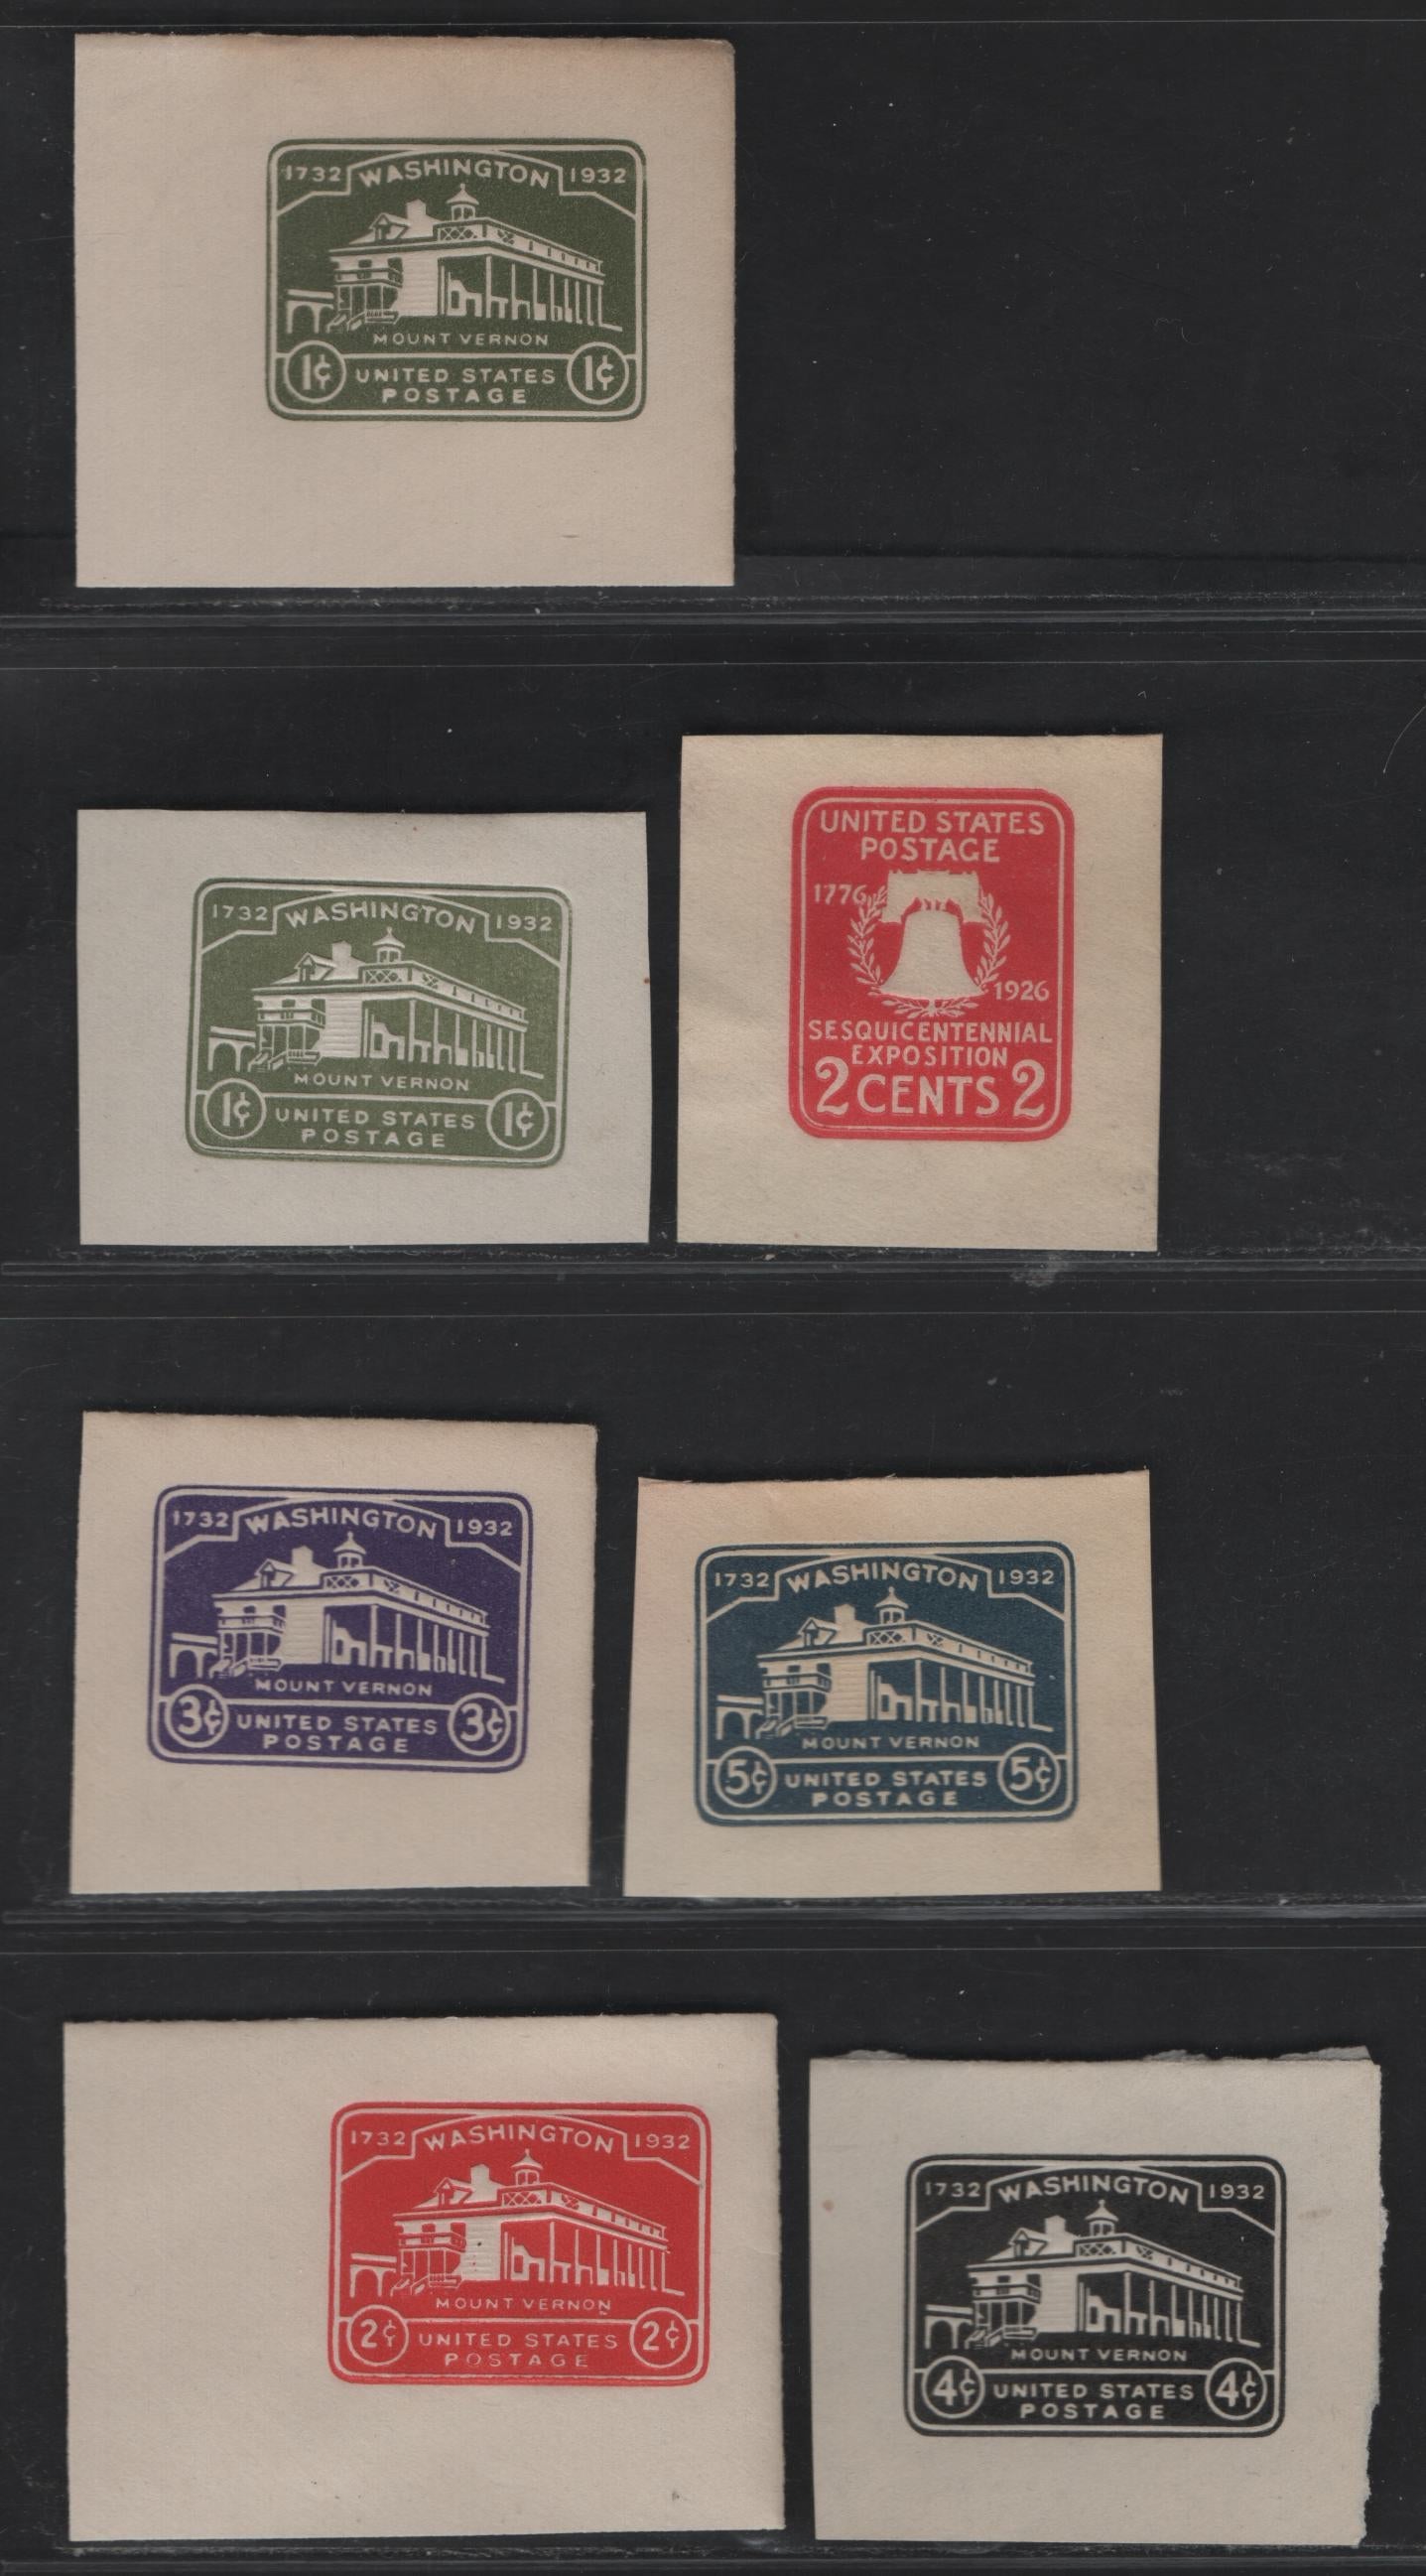 1732 WASHINGTON 1932
MOUNT VERNON
1¢ UNITED STATES 1¢
POSTAGE
1732 WASHINGTON 1932
MOUNT VERNON
1¢ UNITED STATES 1¢
POSTAGE
UNITED STATES
POSTAGE
1776
1926
SESQUICENTENNIAL
EXPOSITION
2 CENTS 2
1732 WASHINGTON 1932
MOUNT VERNON
3¢ UNITED STATES 3¢
POSTAGE
1732 WASHINGTON 1932
MOUNT VERNON
5¢ UNITED STATES 5¢
POSTAGE
1732 WASHINGTON 1932
MOUNT VERNON
2¢ UNITED STATES 2¢
POSTAGE
1732 WASHINGTON 1932
MOUNT VERNON
4¢ UNITED STATES 4¢
POSTAGE